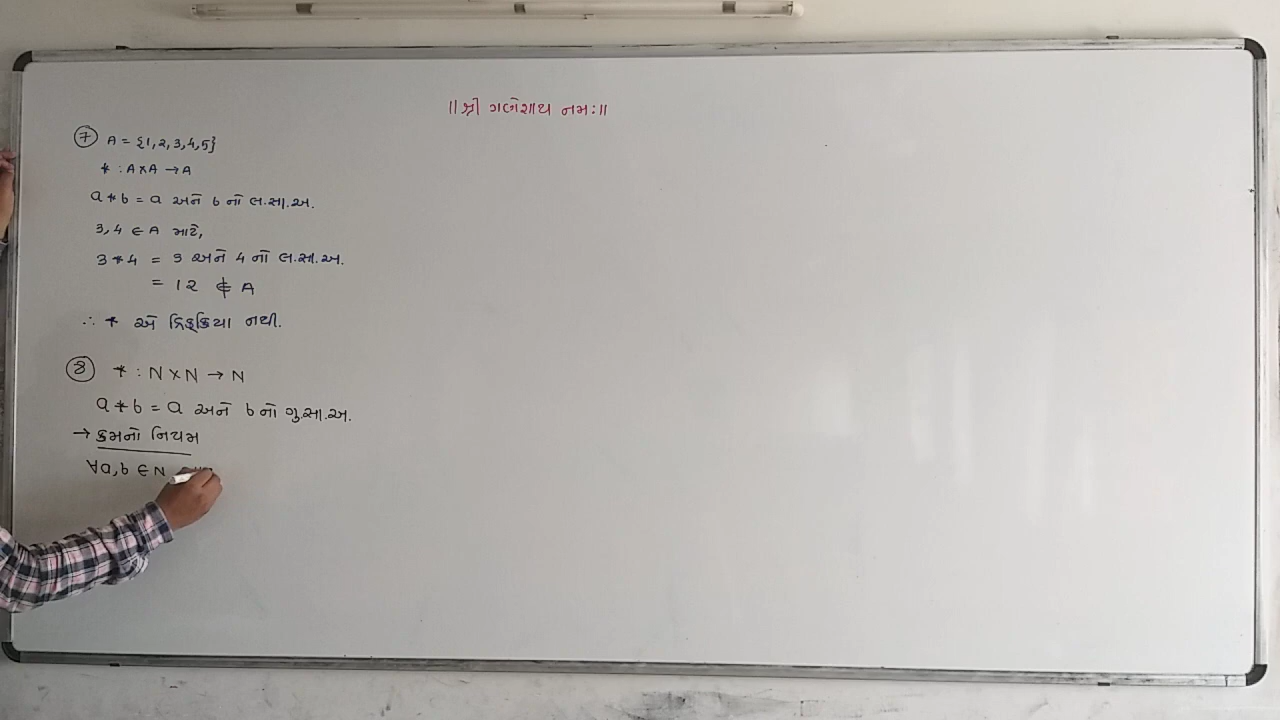 ॥ શ્રી ગણેશાય નમઃ॥
⑦ A = {1,2,3,4,5}
* : A×A → A
a * b = a અને b નો લ.સા.અ.
3,4 ∈ A માટે,
3 * 4 = 3 અને 4 નો લ.સા.અ.
= 12 ∉ A
∴ * એ દ્વિક્ક્રિયા નથી.
⑧ * : N×N → N
a * b = a અને b નો ગુ.સા.અ.
→ ક્રમનો નિયમ
∀a,b ∈ N